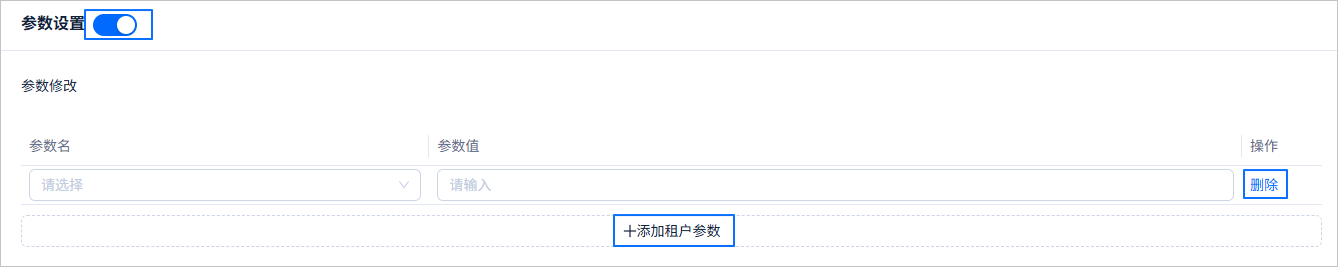 参数设置
参数修改
参数名 参数值 操作
请选择 请输入 删除
+添加租户参数